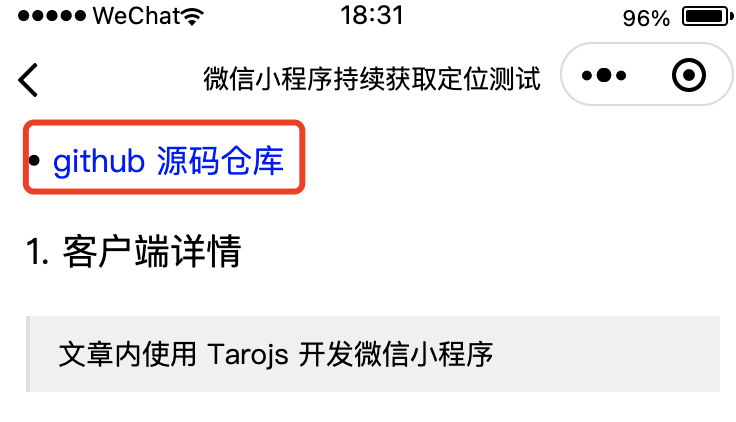 WeChat 18:31 96%
微信小程序持续获取定位测试
• github 源码仓库
1. 客户端详情
文章内使用 Tarojs 开发微信小程序